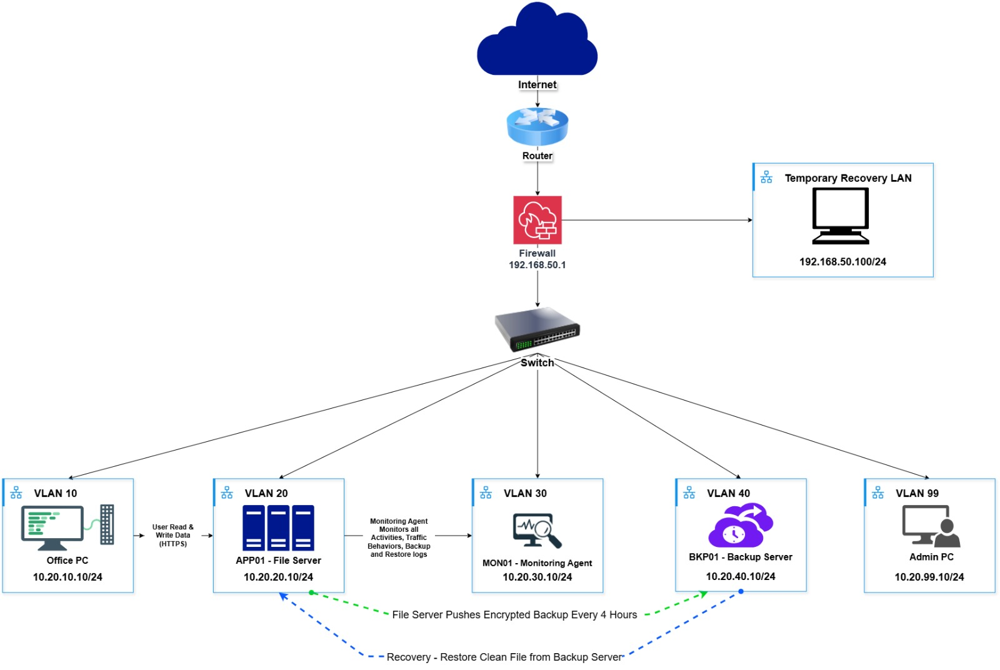 Internet
Router
Temporary Recovery LAN
192.168.50.100/24
Firewall
192.168.50.1
Switch
VLAN 10
Office PC
10.20.10.10/24
User Read &
Write Data
(HTTPS)
VLAN 20
APP01 - File Server
10.20.20.10/24
Monitoring Agent
Monitors all
Activities, Traffic
Behaviors, Backup
and Restore logs
VLAN 30
MON01 - Monitoring Agent
10.20.30.10/24
VLAN 40
BKP01 - Backup Server
10.20.40.10/24
VLAN 99
Admin PC
10.20.99.10/24
File Server Pushes Encrypted Backup Every 4 Hours
Recovery - Restore Clean File from Backup Server